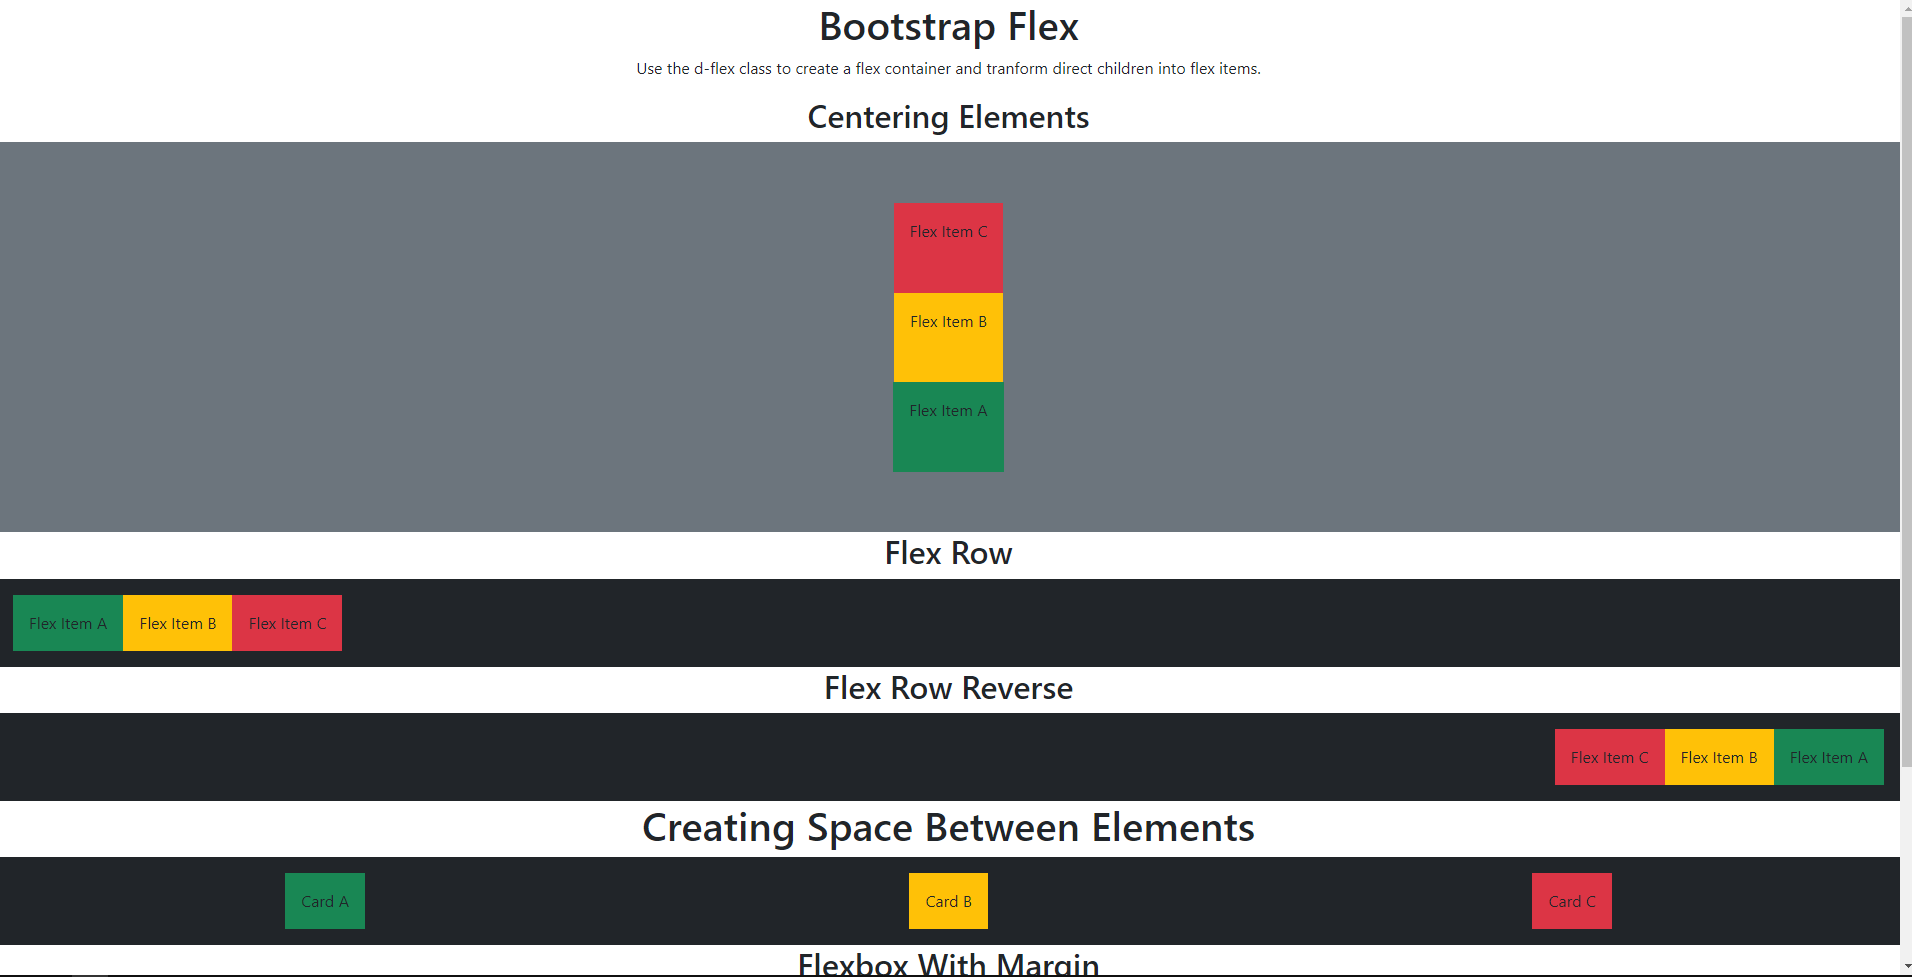 Bootstrap Flex
Use the d-flex class to create a flex container and tranform direct children into flex items.
Centering Elements
Flex Item C
Flex Item B
Flex Item A
Flex Row
Flex Item A Flex Item B Flex Item C
Flex Row Reverse
Flex Item C Flex Item B Flex Item A
Creating Space Between Elements
Card A Card B Card C
Flexbox With Margin